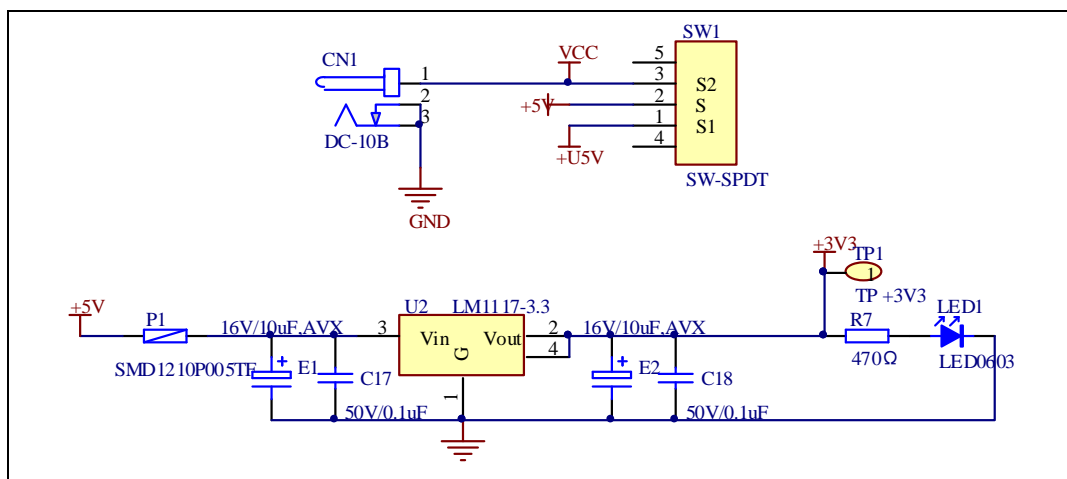 SW1
VCC
CN1
5
1
3
S2
2
+5V
2
S
3
1
S1
DC-10B
4
+U5V
SW-SPDT
GND
+3V3
TP1
1
+5V
U2
LM1117-3.3
TP +3V3
LED1
P1
16V/10uF,AVX
3
Vin
Vout
2
16V/10uF,AVX
R7
G
4
SMD1210P005TF
E1
C17
E2
C18
470Ω
LED0603
1
50V/0.1uF
50V/0.1uF